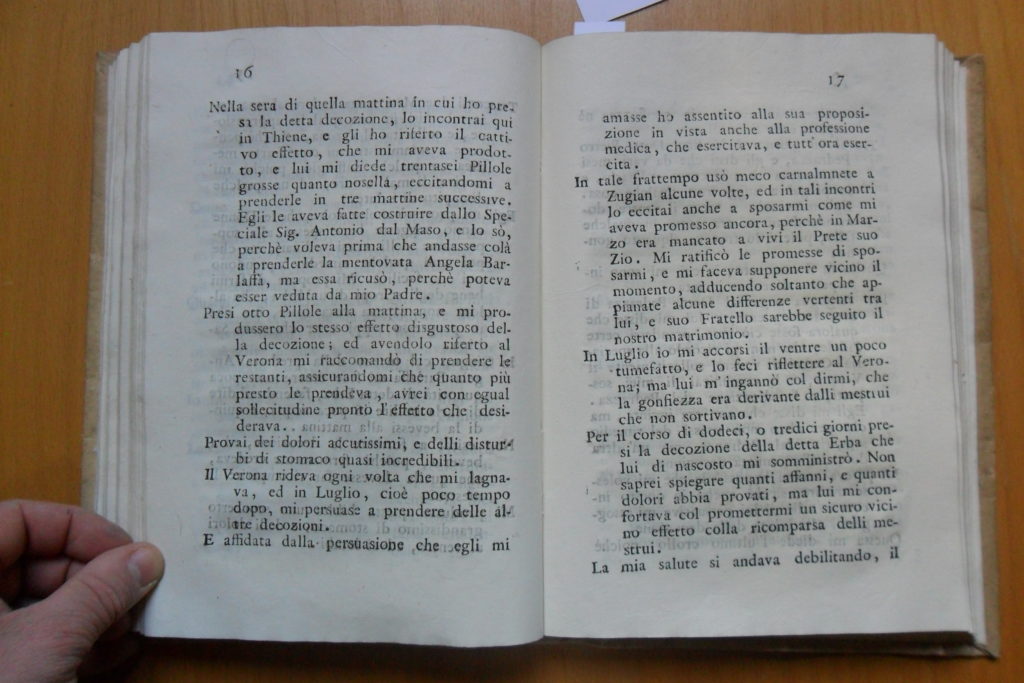 16
Nella sera di quella mattina in cui ho pre-
sa la detta decozione, lo incontrai qui
in Thiene, e gli ho riferto il catti-
vo effetto, che mi aveva prodot-
to, e lui mi diede trentasei Pillole
grosse quanto nosella, eccitandomi a
prenderle in tre mattine successive.
Egli le aveva fatte costruire dallo Spe-
ciale Sig. Antonio dal Maso, e lo sò,
perchè voleva prima che andasse colà
a prenderle la mentovata Angela Bar-
laffa, ma essa ricusò, perchè poteva
esser veduta da mio Padre.
Presi otto Pillole alla mattina, e mi pro-
dussero lo stesso effetto disgustoso del-
la decozione; ed avendolo riferto al
Verona mi raccomandò di prendere le
restanti, assicurandomi che quanto più
presto le prendeva, avrei con egual
sollecitudine pronto l'effetto che desi-
derava.
Provai dei dolori adcutissimi, e delli distur-
bi di stomaco quasi incredibili.
Il Verona rideva ogni volta che mi lagna-
va, ed in Luglio, cioè poco tempo
dopo, mi persuase a prendere delle al-
tre decozioni.
E affidata dalla persuasione che egli mi
17
amasse ho assentito alla sua proposi-
zione in vista anche alla professione
medica, che esercitava, e tutt'ora eser-
cita.
In tale frattempo usò meco carnalmnete a
Zugian alcune volte, ed in tali incontri
lo eccitai anche a sposarmi come mi
aveva promesso ancora, perchè in Mar-
zo era mancato a vivi il Prete suo
Zio. Mi ratificò le promesse di spo-
sarmi, e mi faceva supponere vicino il
momento, adducendo soltanto che ap-
pianate alcune differenze vertenti tra
lui, e suo Fratello sarebbe seguito il
nostro matrimonio.
In Luglio io mi accorsi il ventre un poco
tumefatto, e lo feci riflettere al Vero-
na; ma lui m'ingannò col dirmi, che
la gonfiezza era derivante dalli mestrui
che non sortivano.
Per il corso di dodeci, o tredici giorni pre-
si la decozione della detta Erba che
lui di nascosto mi somministrò. Non
saprei spiegare quanti affanni, e quanti
dolori abbia provati, ma lui mi con-
fortava col promettermi un sicuro vici-
no effetto colla ricomparsa delli me-
strui.
La mia salute si andava debilitando, il